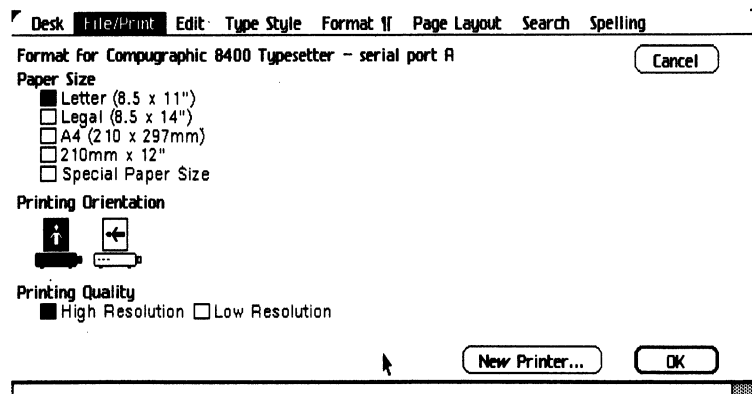 Desk File/Print Edit Type Style Format ¶ Page Layout Search Spelling
Format for Compugraphic 8400 Typesetter – serial port A
Cancel
Paper Size
Letter (8.5 x 11")
Legal (8.5 x 14")
A4 (210 x 297mm)
210mm x 12"
Special Paper Size
Printing Orientation
Printing Quality
High Resolution Low Resolution
New Printer... OK